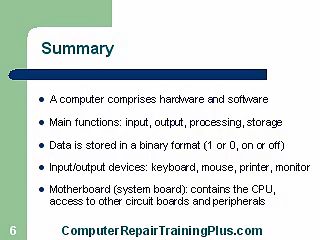 Summary
A computer comprises hardware and software
Main functions: input, output, processing, storage
Data is stored in a binary format (1 or 0, on or off)
Input/output devices: keyboard, mouse, printer, monitor
Motherboard (system board): contains the CPU,
access to other circuit boards and peripherals
6
ComputerRepairTrainingPlus.com